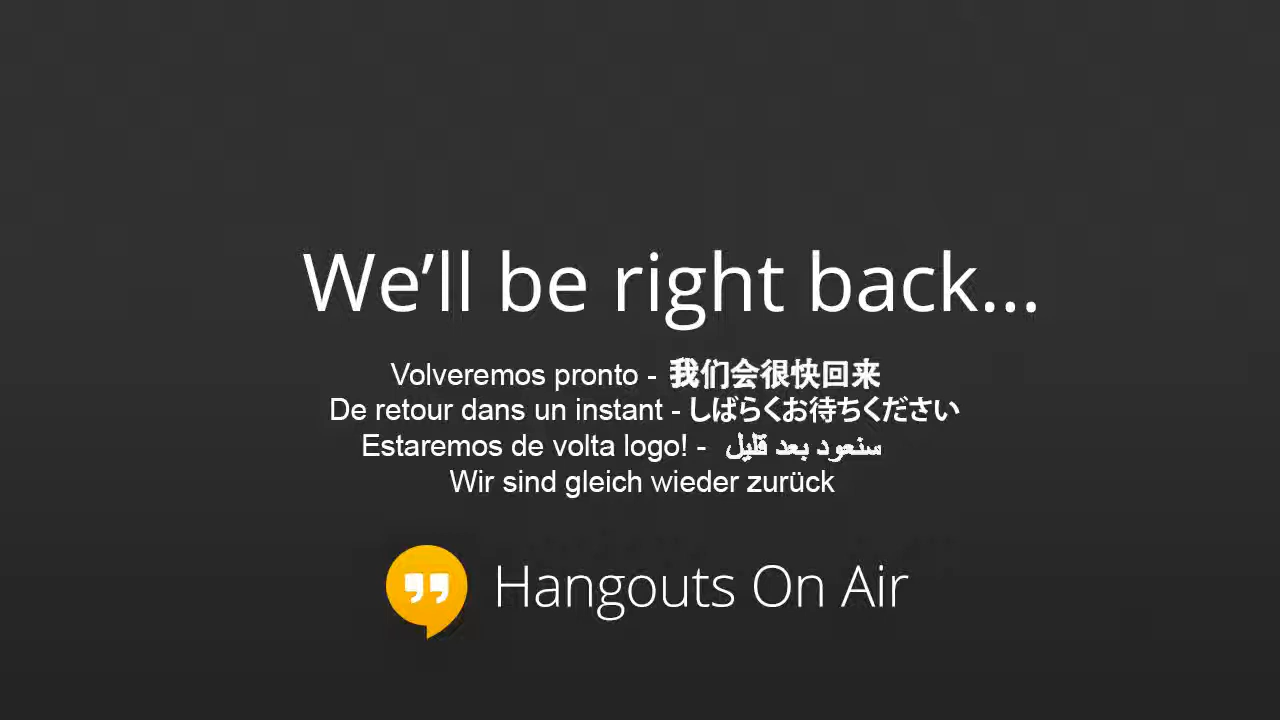 We’ll be right back...
Volveremos pronto - 我们会很快回来
De retour dans un instant - しばらくお待ちください
Estaremos de volta logo! - سنعود بعد قليل
Wir sind gleich wieder zurück
Hangouts On Air